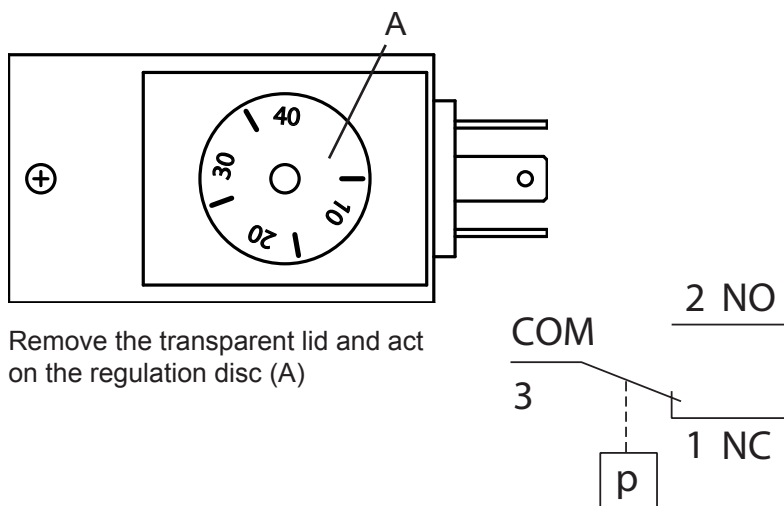 A
40
30
20
10
Remove the transparent lid and act
on the regulation disc (A)
2 NO
COM
3
1 NC
p